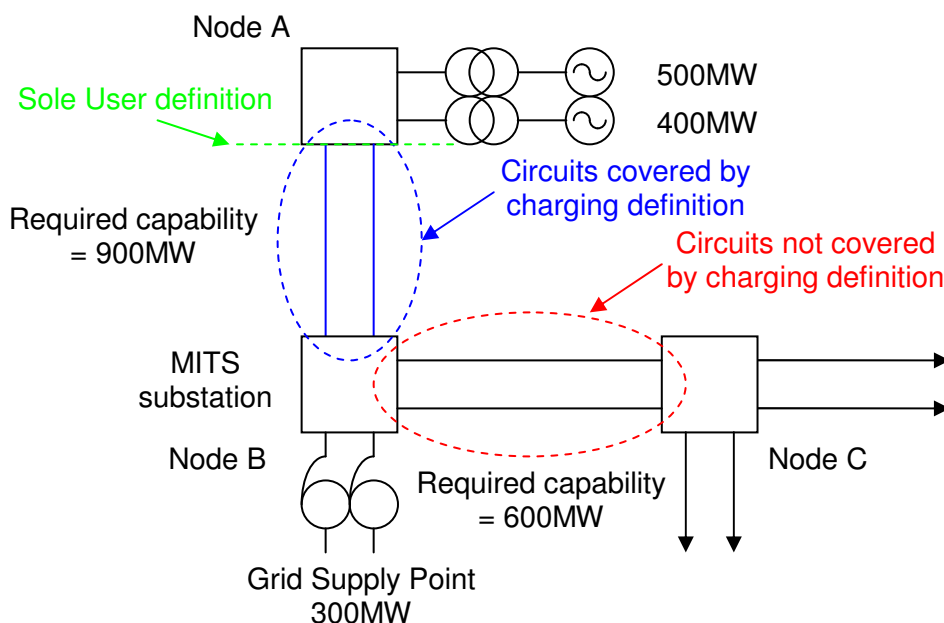 Node A
500MW
Sole User definition
400MW
Circuits covered by
charging definition
Required capability
= 900MW
Circuits not covered
by charging definition
MITS
substation
Node B
Node C
Required capability
= 600MW
Grid Supply Point
300MW